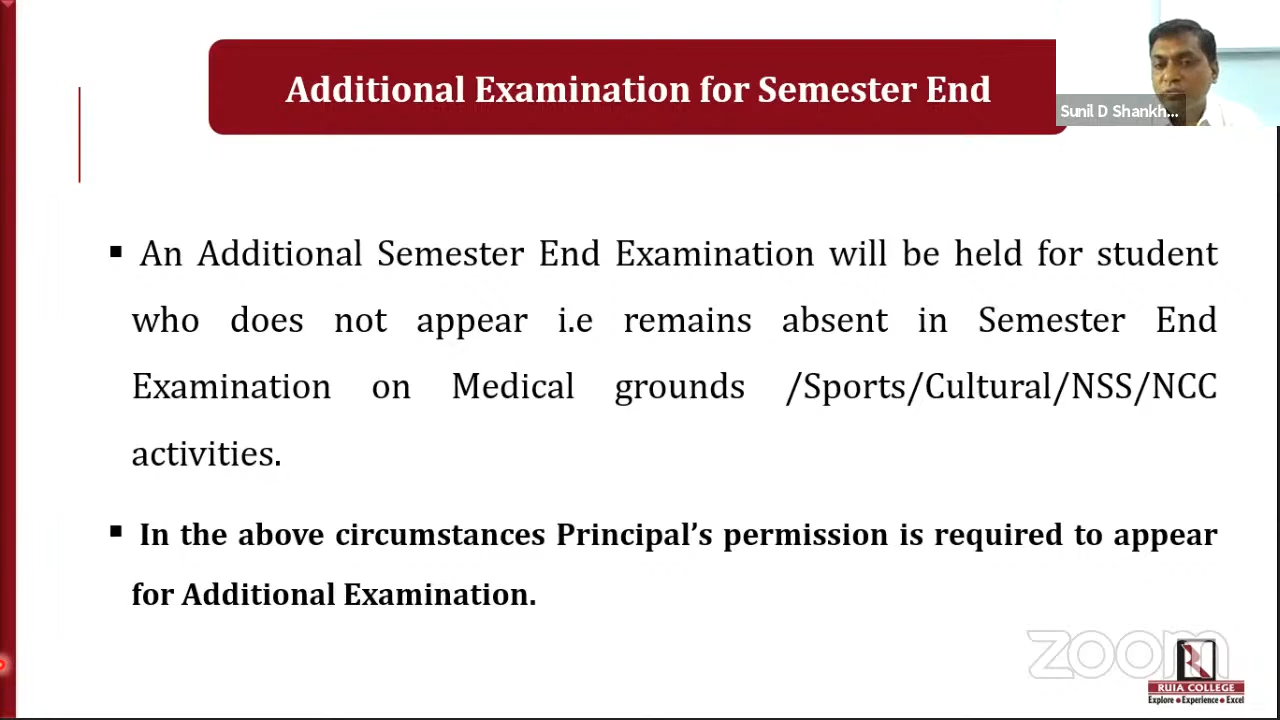 Additional Examination for Semester End
Sunil D Shankh...
▪ An Additional Semester End Examination will be held for student
who does not appear i.e remains absent in Semester End
Examination on Medical grounds /Sports/Cultural/NSS/NCC
activities.
▪ In the above circumstances Principal’s permission is required to appear
for Additional Examination.
zoom
RUIA COLLEGE
Explore ●Experience ●Excel